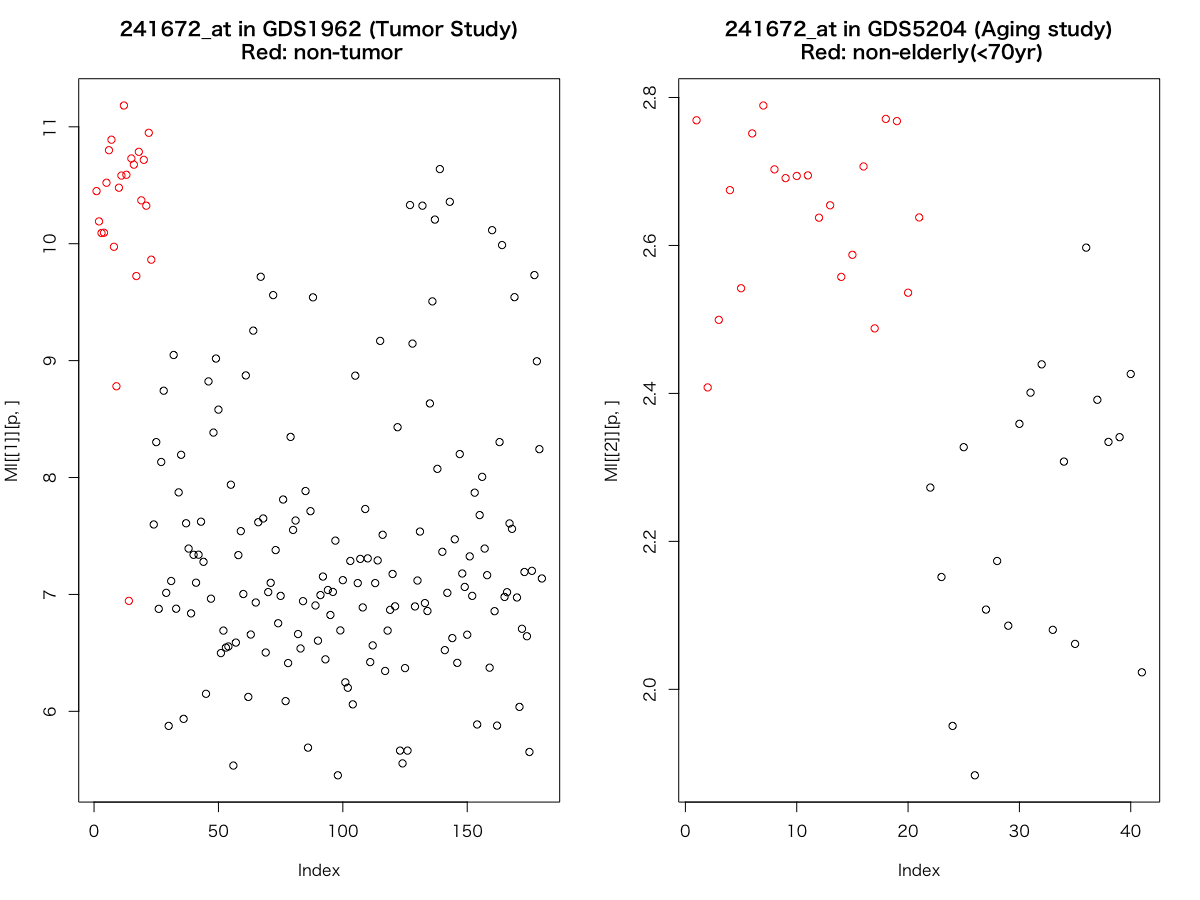 241672_at in GDS1962 (Tumor Study)
Red: non-tumor
MI[[1]][p, ]
11
10
9
8
7
6
0 50 100 150
Index
241672_at in GDS5204 (Aging study)
Red: non-elderly(<70yr)
MI[[2]][p, ]
2.8
2.6
2.4
2.2
2.0
0 10 20 30 40
Index